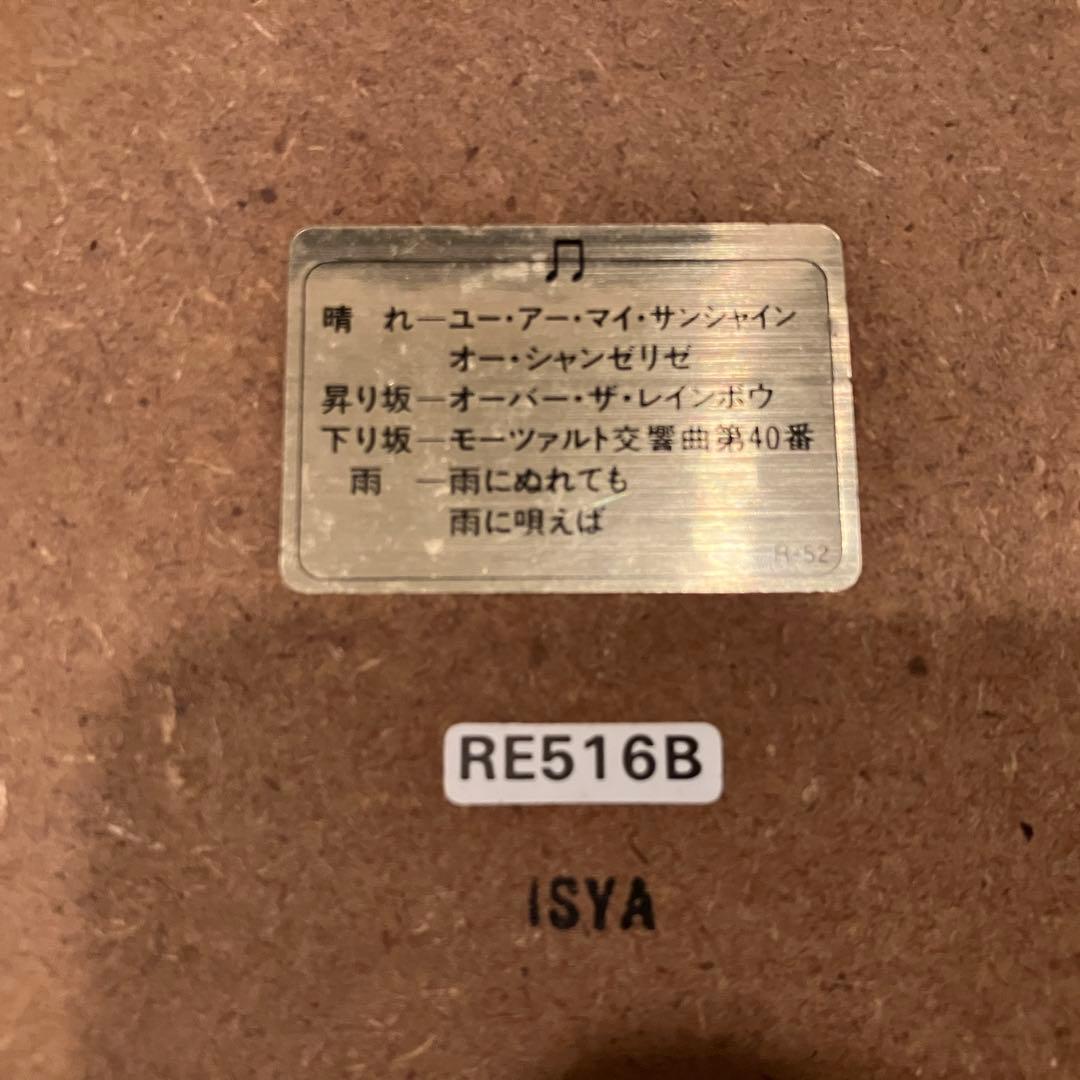 晴 れ―ユー・アー・マイ・サンシャイン
オー・シャンゼリゼ
昇り坂―オーバー・ザ・レインボウ
下り坂―モーツァルト交響曲第40番
雨 ―雨にぬれても
雨に唄えば
R-52
RE516B
ISYA